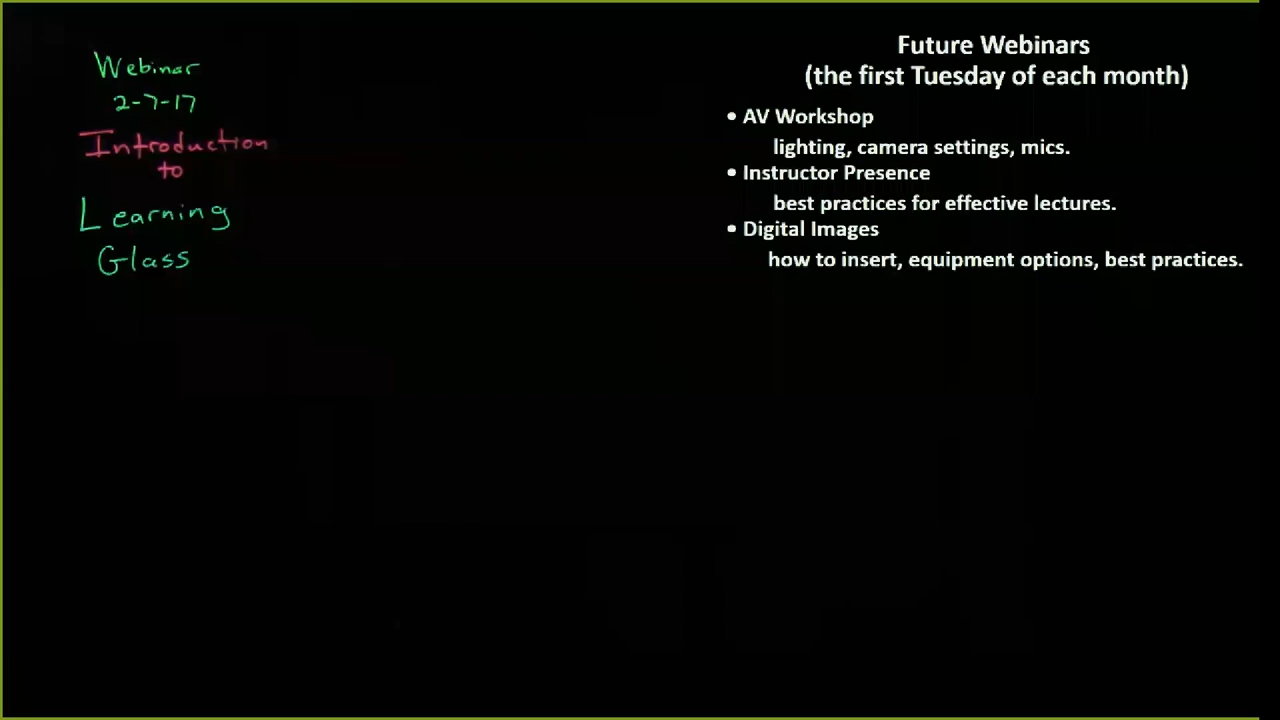 Webinar
2-7-17
Introduction
to
Learning
Glass
Future Webinars
(the first Tuesday of each month)
• AV Workshop
lighting, camera settings, mics.
• Instructor Presence
best practices for effective lectures.
• Digital Images
how to insert, equipment options, best practices.